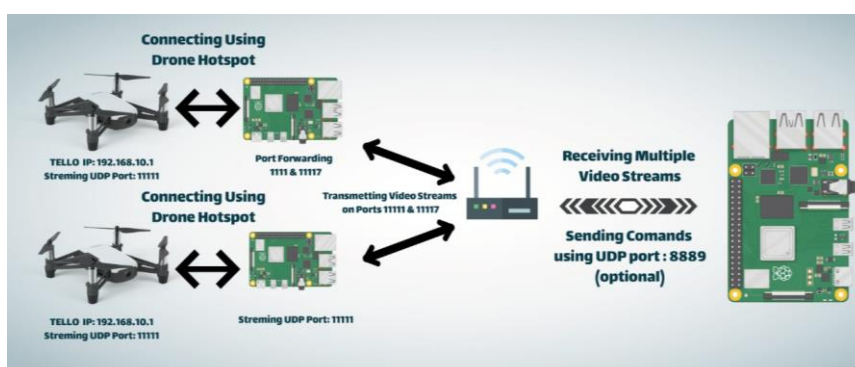 Connecting Using
Drone Hotspot
TELLO IP: 192.168.10.1
Streming UDP Port: 11111
Port Forwarding
1111 & 11117
Connecting Using
Drone Hotspot
TELLO IP: 192.168.10.1
Streming UDP Port: 11111
Streming UDP Port: 11111
Transmetting Video Streams
on Ports 11111 & 11117
Receiving Multiple
Video Streams
Sending Comands
using UDP port : 8889
(optional)